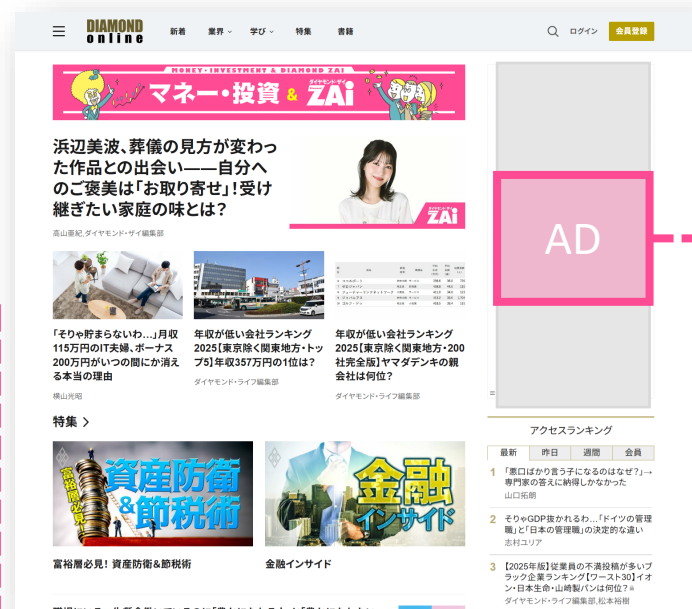 DIAMOND
online
新着
業界
学び
特集
書籍
ログイン
会員登録
MONEY・INVESTMENT & DIAMOND ZAI
マネー・投資 & ダイヤモンド・ザイ ZAi
浜辺美波、葬儀の見方が変わっ
た作品との出会い――自分へ
のご褒美は「お取り寄せ」！受け
継ぎたい家庭の味とは？
高山亜紀,ダイヤモンド・ザイ編集部
ZAi
AD
「そりゃ貯まらないわ…」月収
115万円のIT夫婦、ボーナス
200万円がいつの間にか消え
る本当の理由
横山光昭
年収が低い会社ランキング
2025【東京除く関東地方・トッ
プ5】年収357万円の1位は？
ダイヤモンド・ライフ編集部
年収が低い会社ランキング
2025【東京除く関東地方・200
社完全版】ヤマダデンキの親
会社は何位？
ダイヤモンド・ライフ編集部
特集
富裕層必見！
資産防衛
&節税術
富裕層必見！ 資産防衛&節税術
金融
インサイド
金融インサイド
アクセスランキング
最新
昨日
週間
会員
1 「悪口ばかり言う子になるのはなぜ？」→
専門家の答えに納得しかなかった
山口拓朗
2 そりゃGDP抜かれるわ…「ドイツの管理
職」と「日本の管理職」の決定的な違い
志村ユリア
3 【2025年版】従業員の不満投稿が多いブ
ラック企業ランキング【ワースト30】イオ
ン・日本生命・山崎製パンは何位？
ダイヤモンド・ライフ編集部,松本裕樹